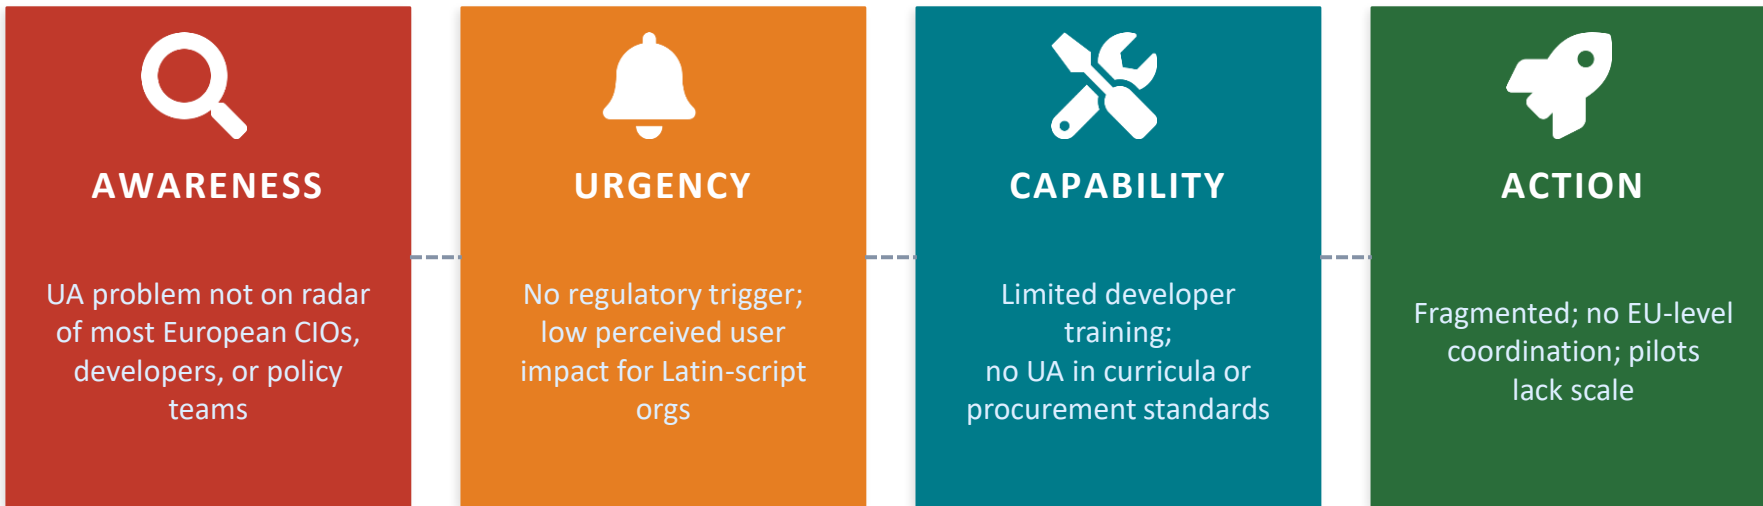 AWARENESS
UA problem not on radar
of most European CIOs,
developers, or policy
teams
URGENCY
No regulatory trigger;
low perceived user
impact for Latin-script
orgs
CAPABILITY
Limited developer
training;
no UA in curricula or
procurement standards
ACTION
Fragmented; no EU-level
coordination; pilots
lack scale